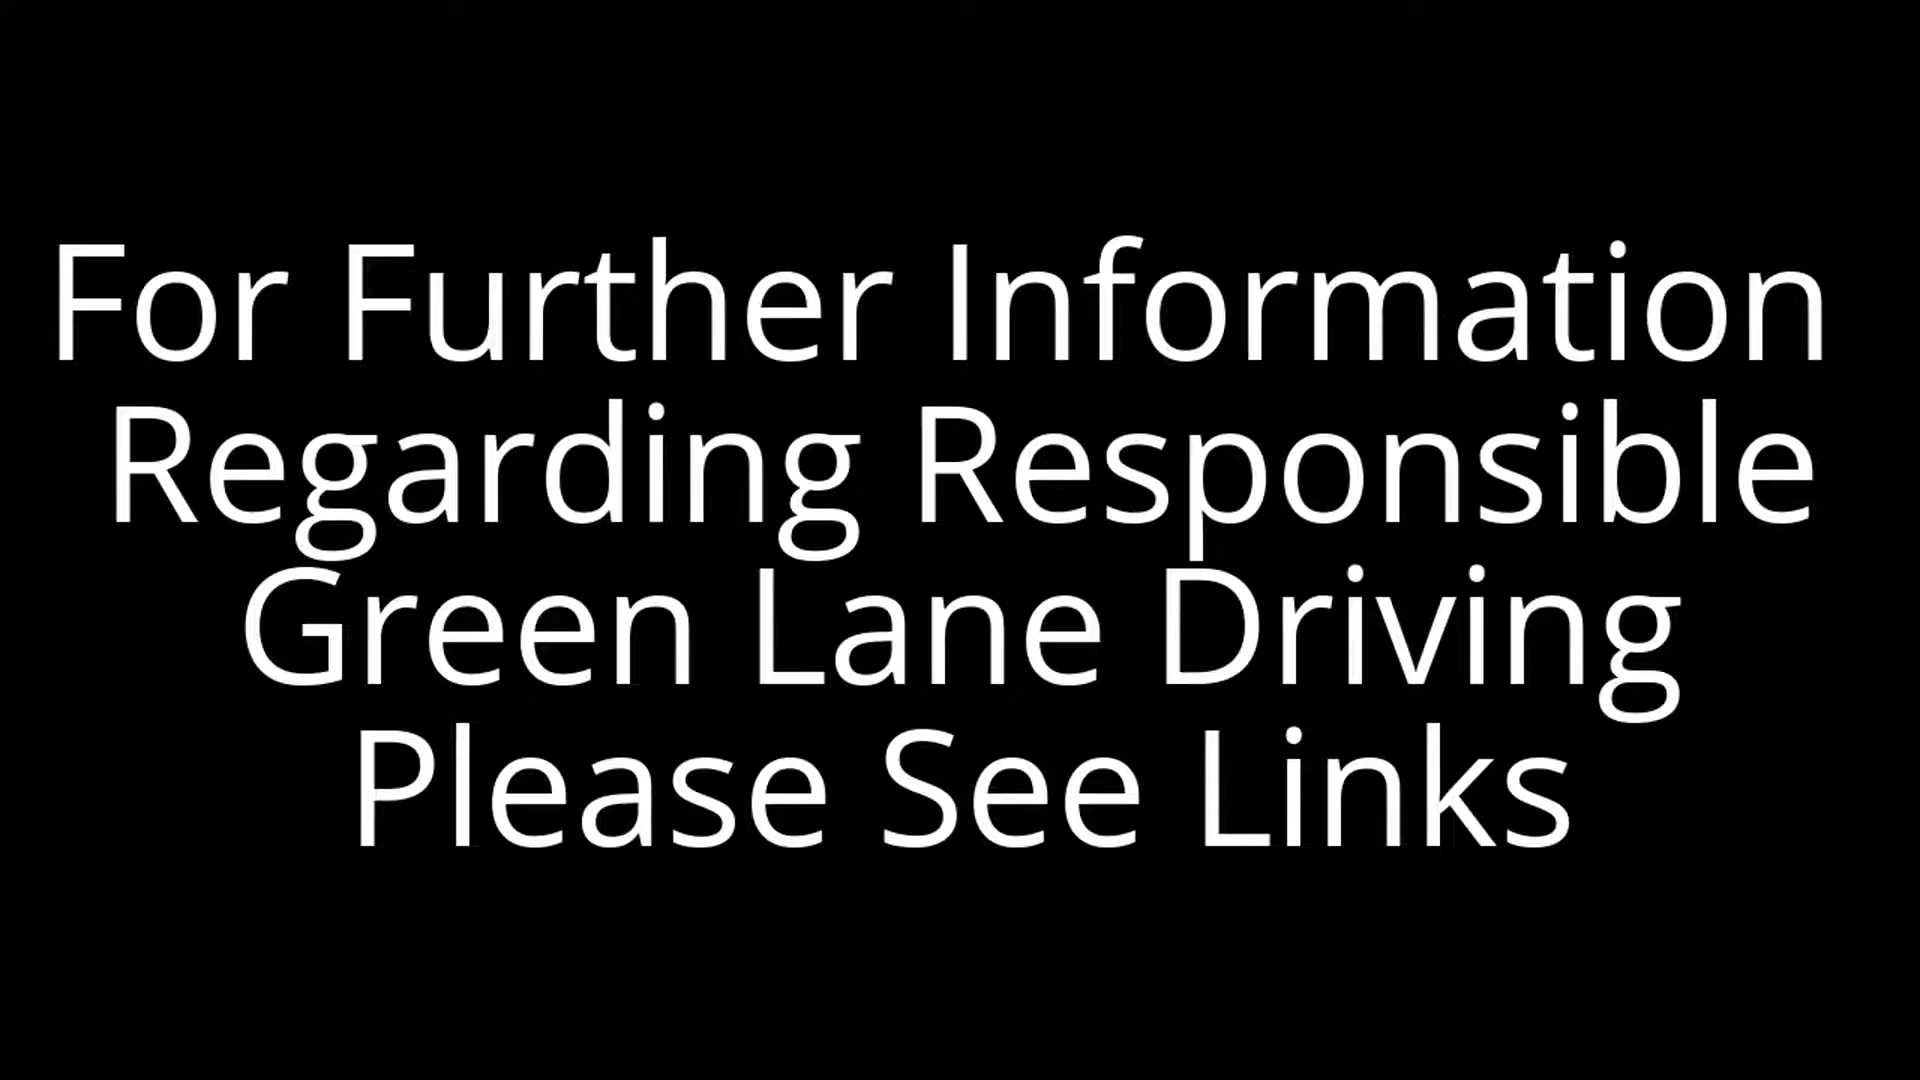 For Further Information
Regarding Responsible
Green Lane Driving
Please See Links